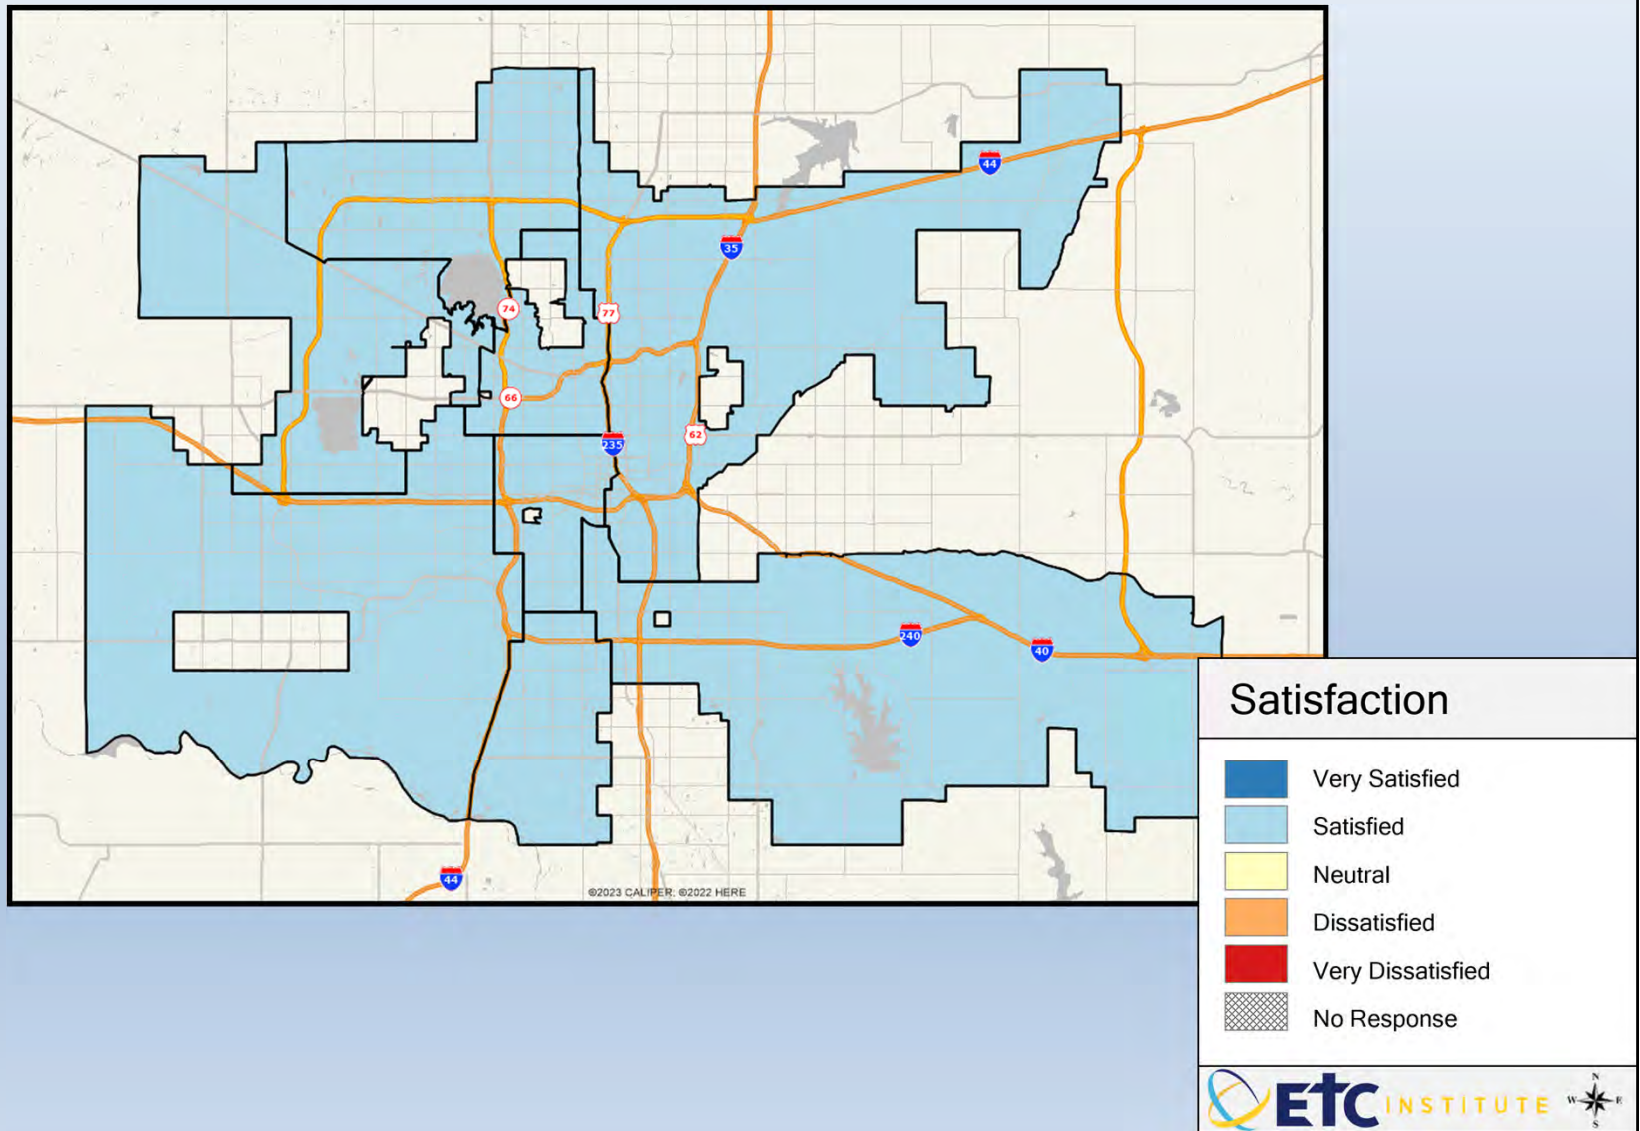 44
35
74
77
66
235
62
240
40
44
©2023 CALIPER; ©2022 HERE
Satisfaction
Very Satisfied
Satisfied
Neutral
Dissatisfied
Very Dissatisfied
No Response
ETC INSTITUTE
N
W E
S